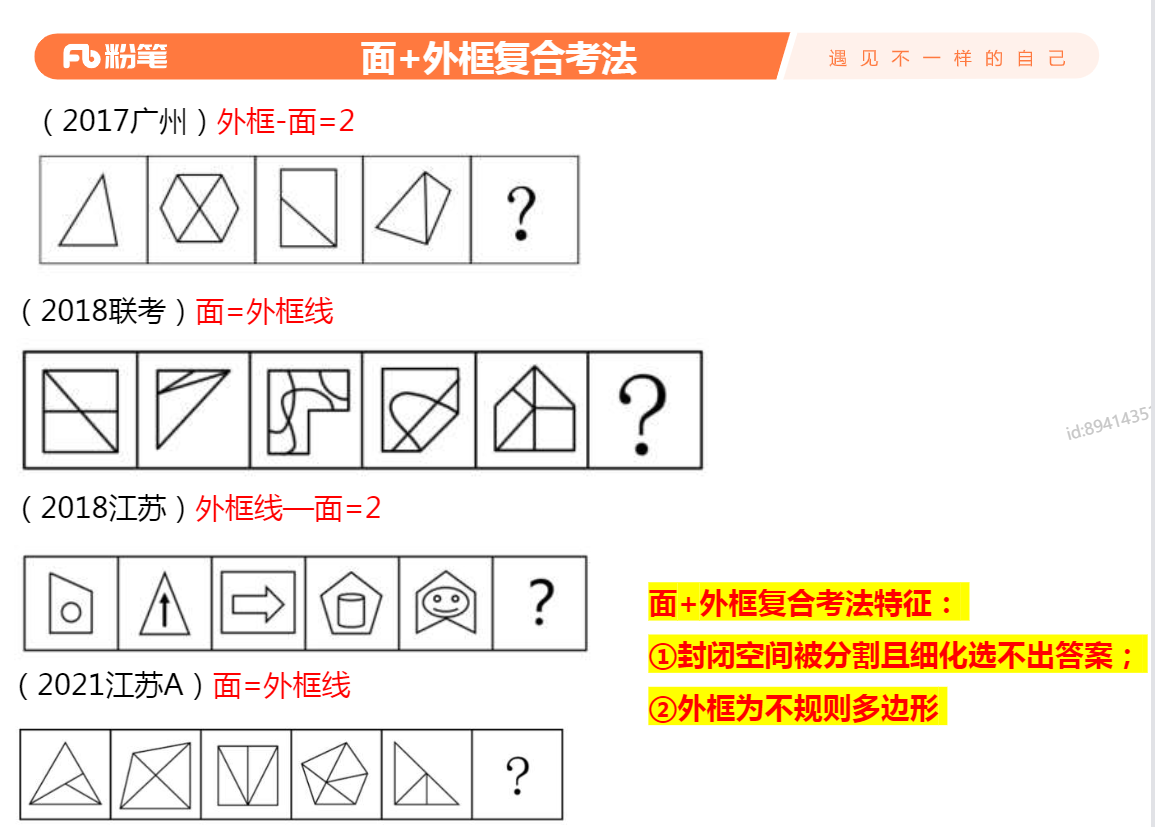 粉笔
面+外框复合考法
遇见不一样的自己
（2017广州）外框-面=2
?
（2018联考）面=外框线
?
（2018江苏）外框线—面=2
?
（2021江苏A）面=外框线
?
面+外框复合考法特征：
①封闭空间被分割且细化选不出答案；
②外框为不规则多边形